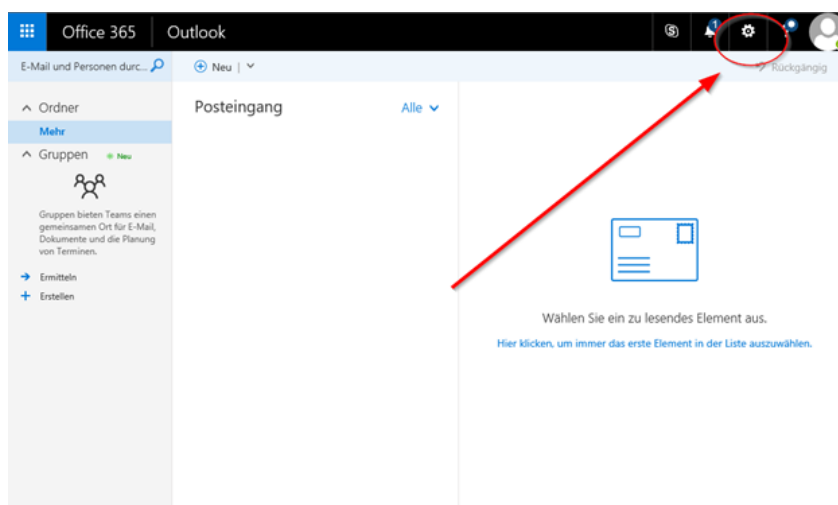 Office 365
Outlook
1
?
E-Mail und Personen durc...
Neu
Rückgängig
Ordner
Mehr
Gruppen
Neu
Gruppen bieten Teams einen
gemeinsamen Ort für E-Mail,
Dokumente und die Planung
von Terminen.
Ermitteln
Erstellen
Posteingang
Alle
Wählen Sie ein zu lesendes Element aus.
Hier klicken, um immer das erste Element in der Liste auszuwählen.